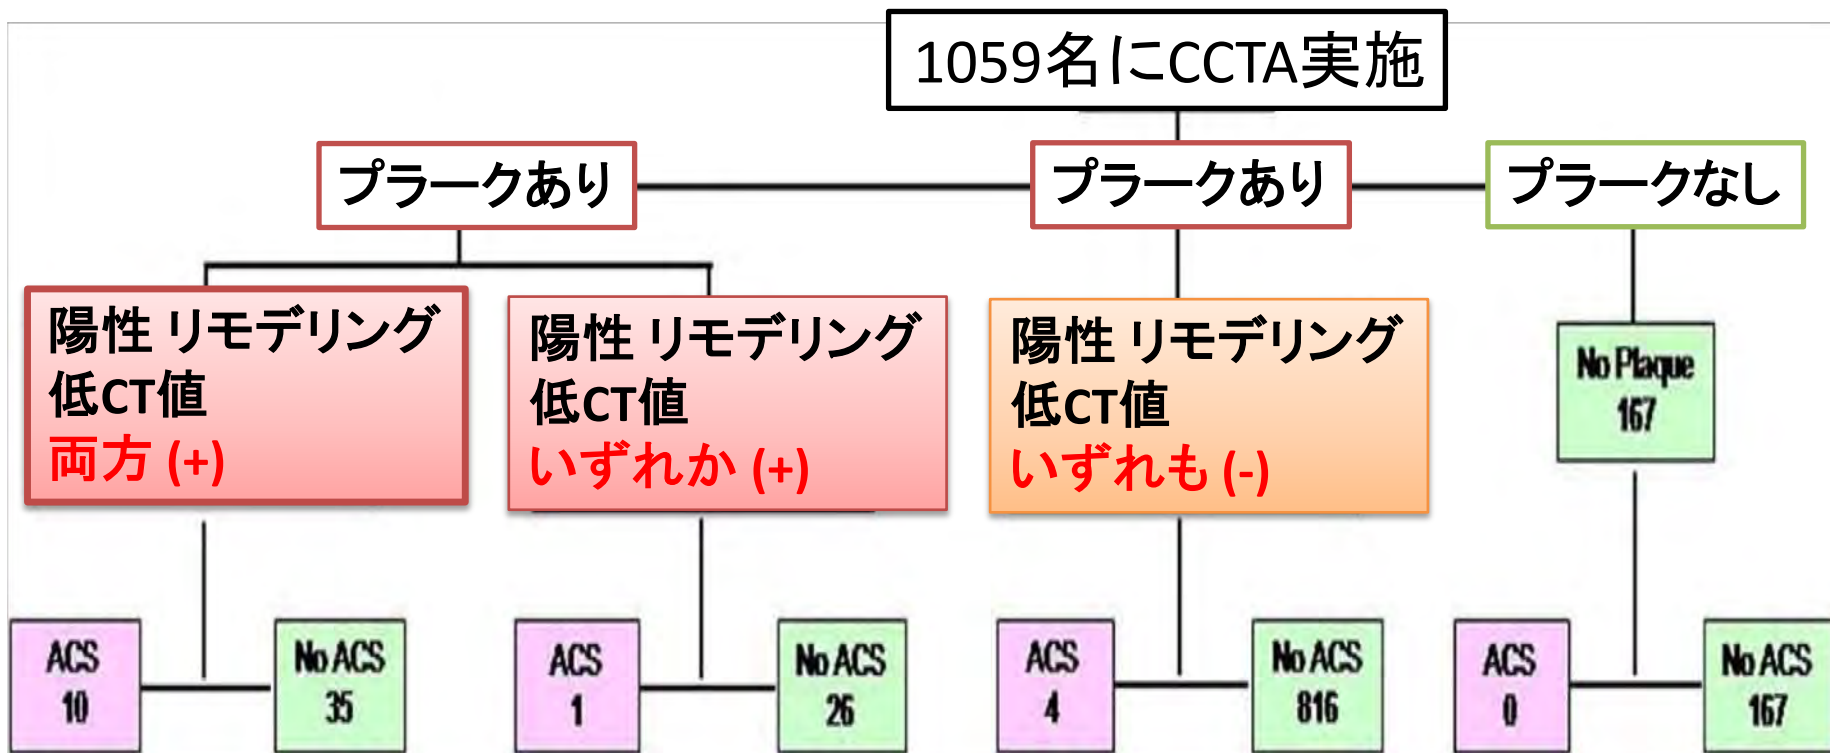 1059名にCCTA実施
プラークあり
プラークあり
プラークなし
陽性 リモデリング
低CT値
両方 (+)
陽性 リモデリング
低CT値
いずれか (+)
陽性 リモデリング
低CT値
いずれも (-)
No Plaque
167
ACS
10
No ACS
35
ACS
1
No ACS
26
ACS
4
No ACS
816
ACS
0
No ACS
167